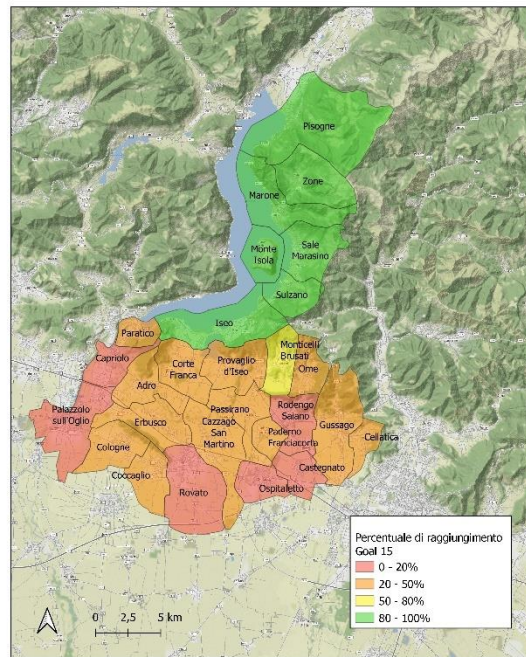 Pisogne
Zone
Marone
Monte
Isola
Sale
Marasino
Sulzano
Iseo
Paratico
Monticelli
Brusati
Ome
Capriolo
Corte
Franca
Provaglio
d'Iseo
Adro
Palazzolo
sull'Oglio
Erbusco
Passirano
Cazzago
San
Martino
Rodengo
Saiano
Paderno
Franciacorta
Gussago
Cellatica
Cologne
Coccaglio
Rovato
Castegnato
Ospitaletto
Percentuale di raggiungimento
Goal 15
0 - 20%
20 - 50%
50 - 80%
80 - 100%
0 2,5 5 km